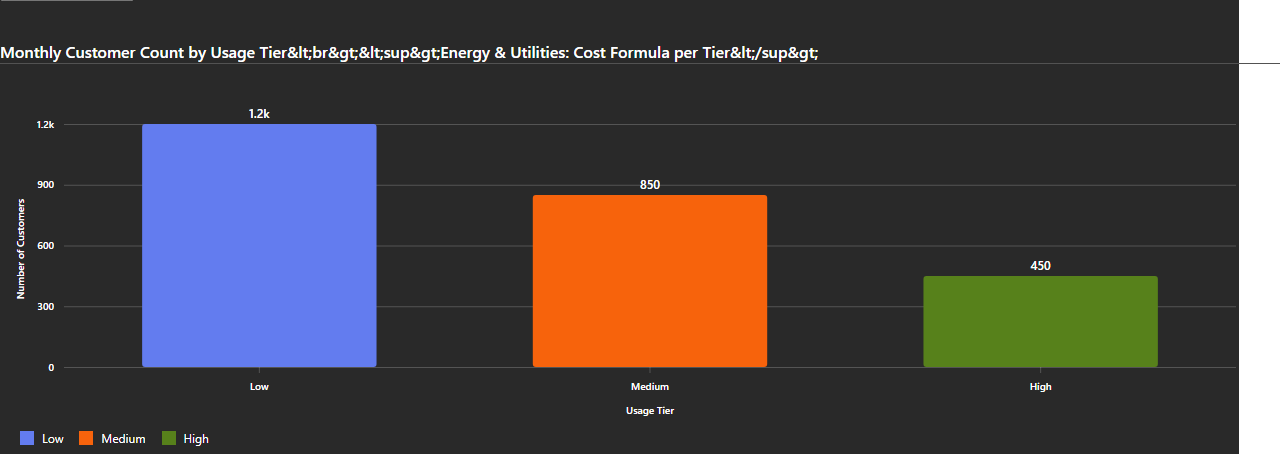 Monthly Customer Count by Usage Tier&lt;br&gt;&lt;sup&gt;Energy & Utilities: Cost Formula per Tier&lt;/sup&gt;
1.2k
1.2k
850
900
Number of Customers
600
450
300
0
Low
Medium
High
Usage Tier
Low
Medium
High